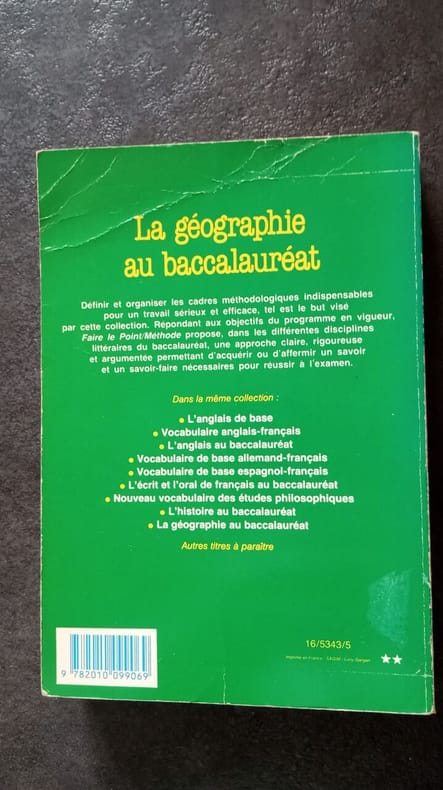 La géographie
au baccalauréat
Définir et organiser les cadres méthodologiques indispensables
pour un travail sérieux et efficace, tel est le but visé
par cette collection. Répondant aux objectifs du programme en vigueur,
Faire le Point/Méthode propose, dans les différentes disciplines
littéraires du baccalauréat, une approche claire, rigoureuse
et argumentée permettant d'acquérir ou d'affermir un savoir
et un savoir-faire nécessaires pour réussir à l'examen.
Dans la même collection :
● L'anglais de base
● Vocabulaire anglais-français
● L'anglais au baccalauréat
● Vocabulaire de base allemand-français
● Vocabulaire de base espagnol-français
● L'écrit et l'oral de français au baccalauréat
● Nouveau vocabulaire des études philosophiques
● L'histoire au baccalauréat
● La géographie au baccalauréat
Autres titres à paraître
16/5343/5
Imprimé en France
9 782010 099069